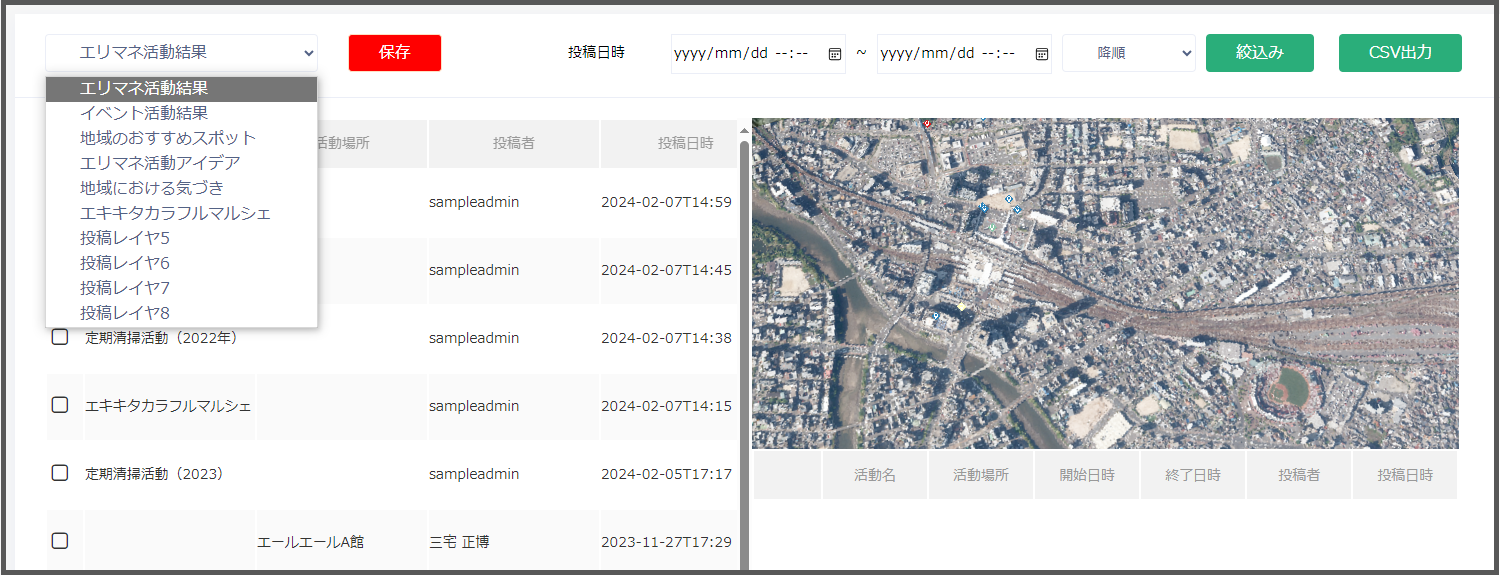 エリマネ活動結果 保存 投稿日時 yyyy/mm/dd --:-- ~ yyyy/mm/dd --:-- 降順 絞込み CSV出力
エリマネ活動結果
イベント活動結果
地域のおすすめスポット
エリマネ活動アイデア
地域における気づき
エキキタカラフルマルシェ
投稿レイヤ5
投稿レイヤ6
投稿レイヤ7
投稿レイヤ8
活動場所 投稿者 投稿日時
sampleadmin 2024-02-07T14:59
sampleadmin 2024-02-07T14:45
定期清掃活動（2022年） sampleadmin 2024-02-07T14:38
エキキタカラフルマルシェ sampleadmin 2024-02-07T14:15
定期清掃活動（2023） sampleadmin 2024-02-05T17:17
エールエールA館 三宅 正博 2023-11-27T17:29
活動名 活動場所 開始日時 終了日時 投稿者 投稿日時